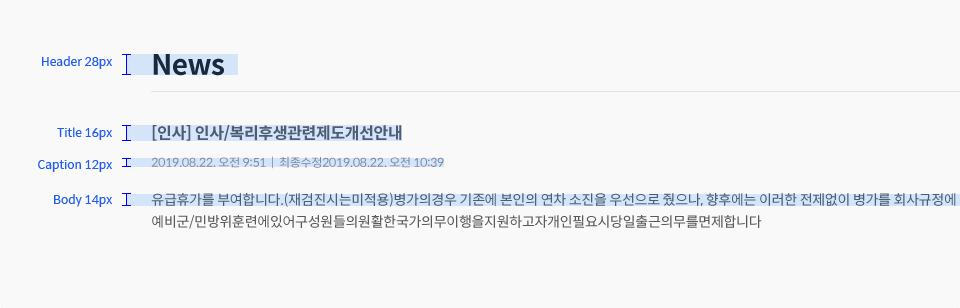 Header 28px
News
Title 16px
[인사] 인사/복리후생관련제도개선안내
Caption 12px
2019.08.22. 오전 9:51 | 최종수정2019.08.22. 오전 10:39
Body 14px
유급휴가를 부여합니다.(재검진시는미적용)병가의경우 기존에 본인의 연차 소진을 우선으로 줬으나, 향후에는 이러한 전제없이 병가를 회사규정에
예비군/민방위훈련에있어구성원들의원활한국가의무이행을지원하고자개인필요시당일출근의무를면제합니다